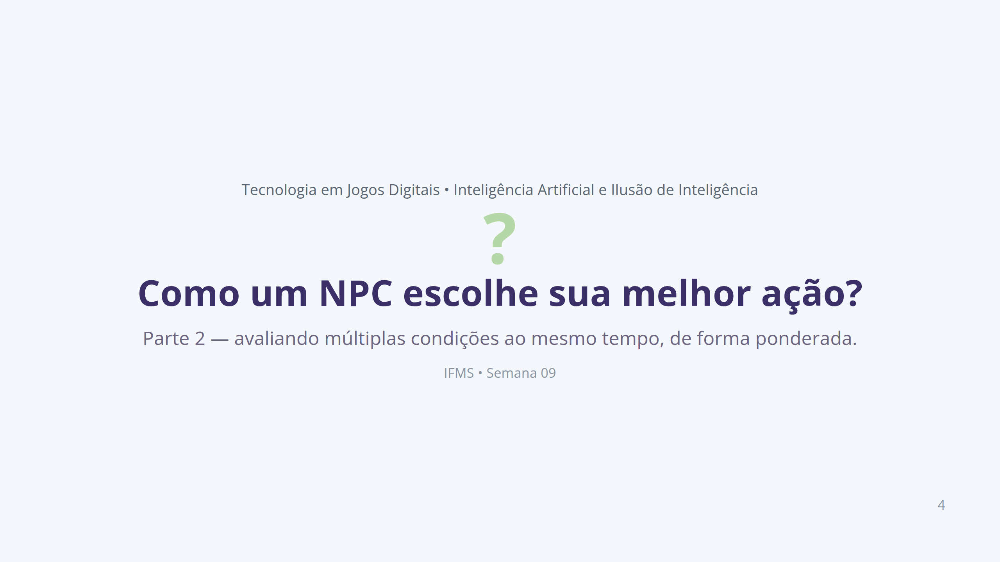 Tecnologia em Jogos Digitais • Inteligência Artificial e Ilusão de Inteligência
?
Como um NPC escolhe sua melhor ação?
Parte 2 — avaliando múltiplas condições ao mesmo tempo, de forma ponderada.
IFMS • Semana 09
4